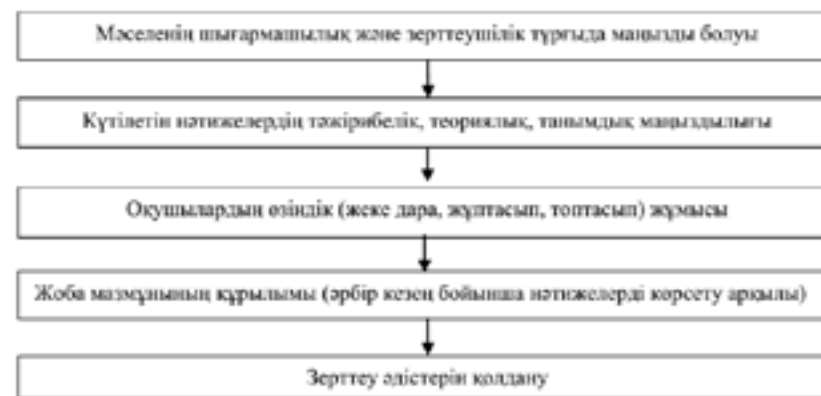 Мәселенің шығармашылық және зерттеушілік тұрғыда маңызды болуы
Күтілетін нәтижелердің тәжірибелік, теориялық, танымдық маңыздылығы
Оқушылардың өзіндік (жеке дара, жұптасып, топтасып) жұмысы
Жоба мазмұнының құрылымы (әрбір кезең бойынша нәтижелерді көрсету арқылы)
Зерттеу әдістерін қолдану